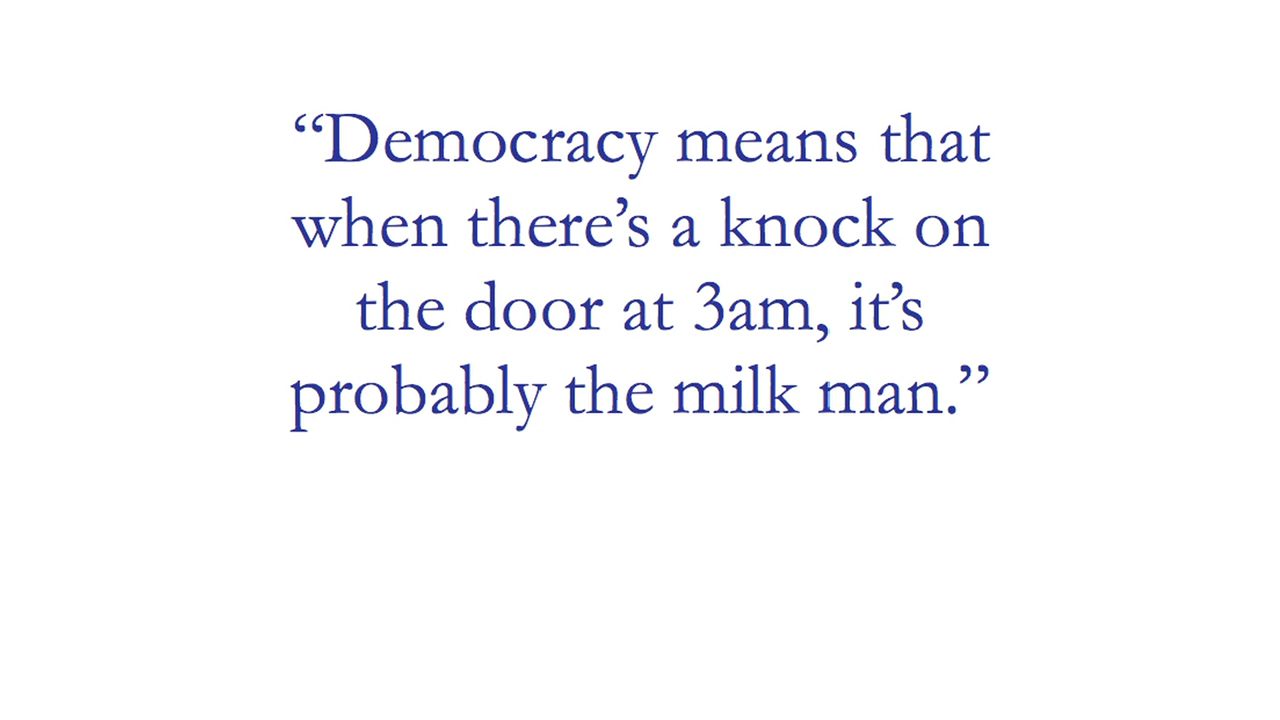 “Democracy means that
when there’s a knock on
the door at 3am, it’s
probably the milk man.”